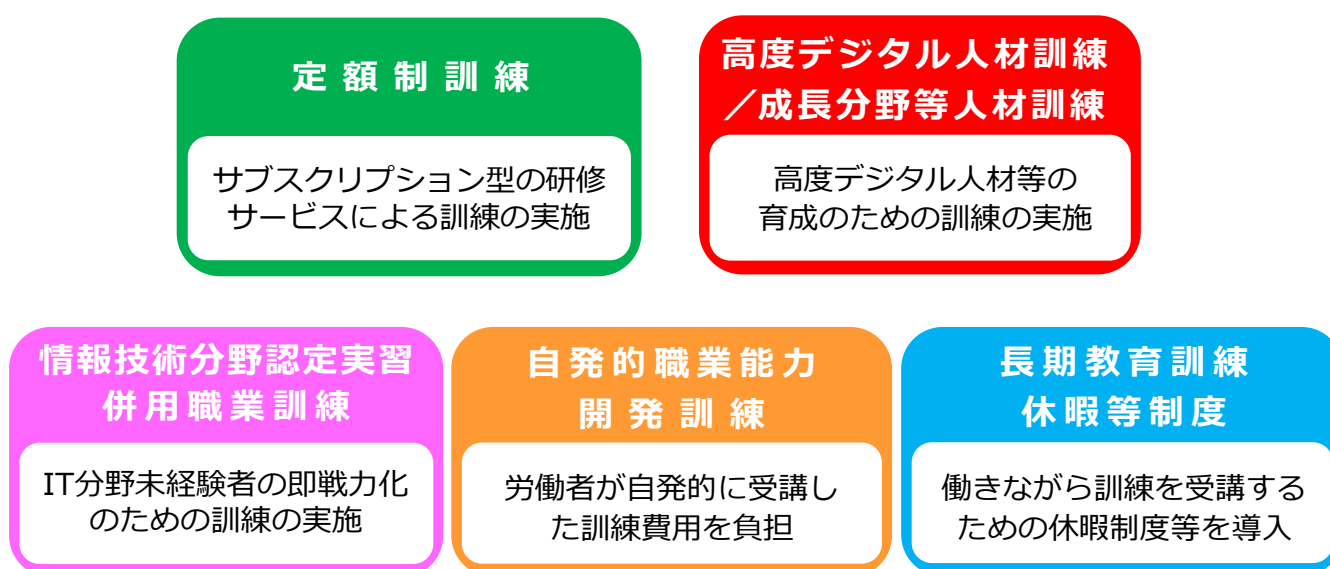 定額制訓練
サブスクリプション型の研修
サービスによる訓練の実施
高度デジタル人材訓練
／成長分野等人材訓練
高度デジタル人材等の
育成のための訓練の実施
情報技術分野認定実習
併用職業訓練
IT分野未経験者の即戦力化
のための訓練の実施
自発的職業能力
開発訓練
労働者が自発的に受講し
た訓練費用を負担
長期教育訓練
休暇等制度
働きながら訓練を受講する
ための休暇制度等を導入